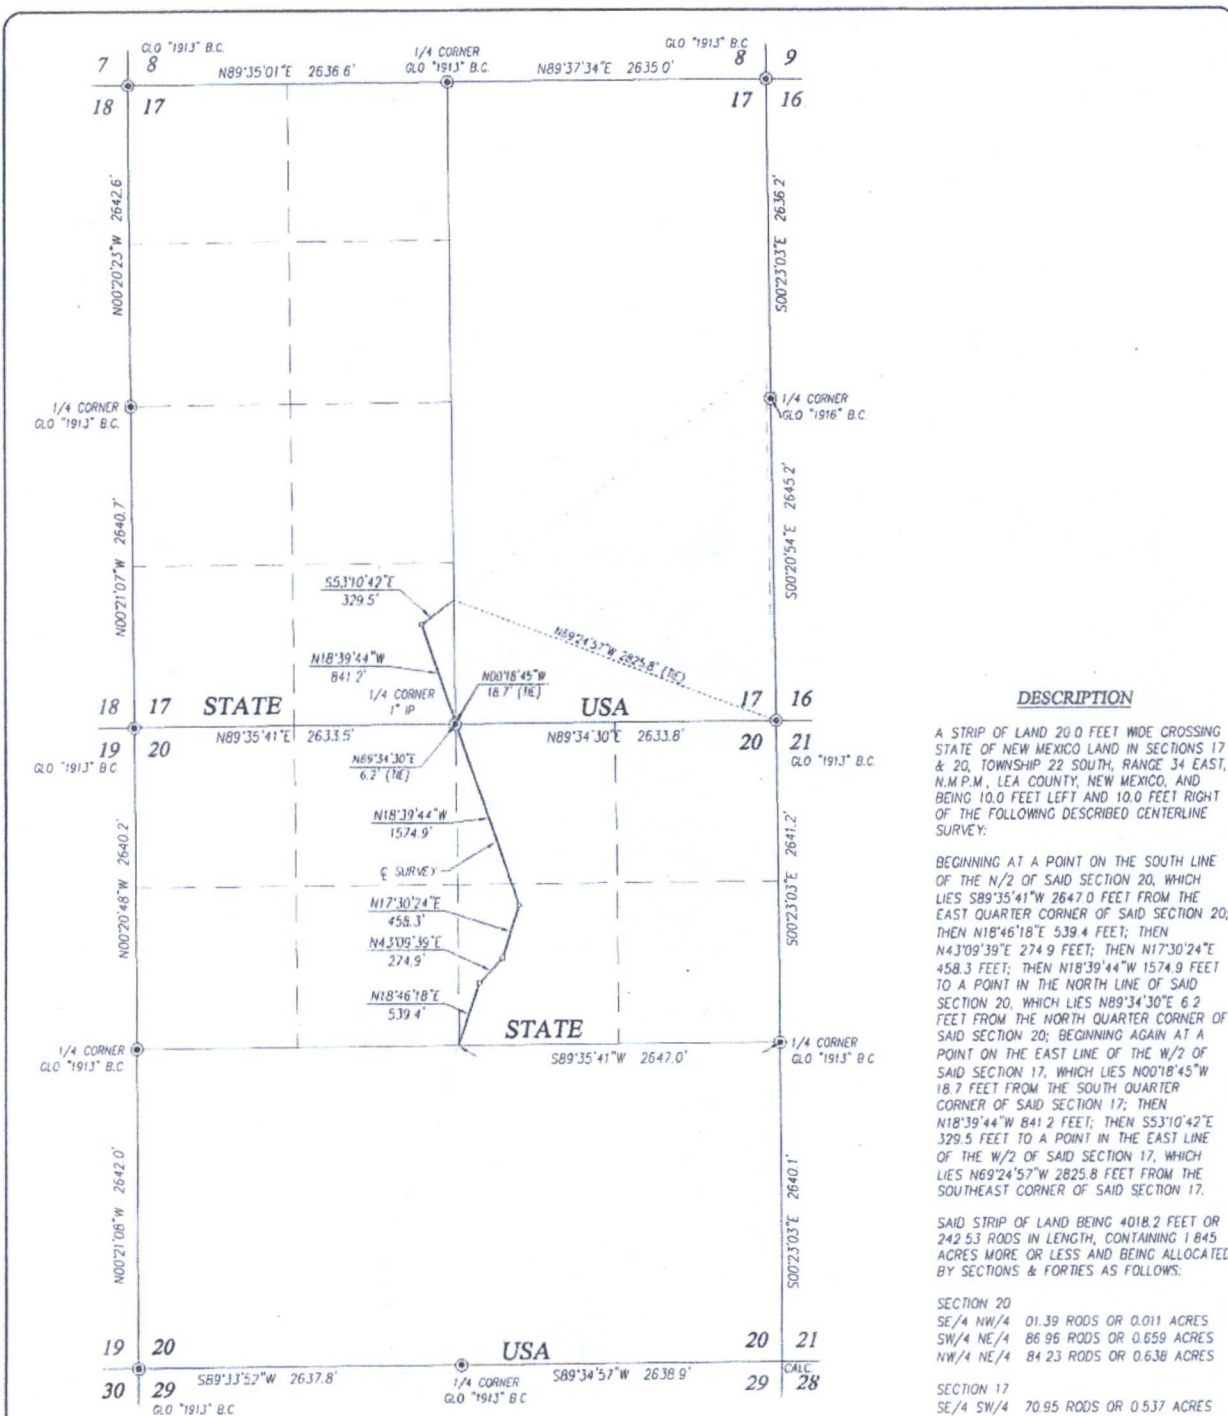 GLO "1913" B.C.
1/4 CORNER
GLO "1913" B.C.
GLO "1913" B.C
7 8
N89°35'01"E 2636.6'
N89°37'34"E 2635.0'
8 9
18 17
17 16
N00°20'23"W 2642.6'
S00°23'03"E 2636.2'
1/4 CORNER
GLO "1913" B.C.
1/4 CORNER
GLO "1916" B.C.
N00°21'07"W 2640.7'
S00°20'54"E 2645.2'
S53°10'42"E
329.5'
N69°24'57"W 2825.8' (TIE)
N18°39'44"W
841.2'
N00°18'45"W
18.7' (TIE)
1/4 CORNER
1" IP
18 17
STATE
USA
17 16
N89°35'41"E 2633.5'
N89°34'30"E 2633.8'
19 20
20 21
GLO "1913" B.C.
GLO "1913" B.C.
N89°34'30"E
6.2' (TIE)
N18°39'44"W
1574.9'
N00°20'48"W 2640.2'
S00°23'03"E 2641.2'
℄ SURVEY
N17°30'24"E
458.3'
N43°09'39"E
274.9'
N18°46'18"E
539.4'
STATE
1/4 CORNER
GLO "1913" B.C
S89°35'41"W 2647.0'
1/4 CORNER
GLO "1913" B.C
N00°21'08"W 2642.0'
S00°23'03"E 2640.1'
19 20
USA
20 21
S89°33'52"W 2637.8'
S89°34'57"W 2638.9'
CALC.
30 29
1/4 CORNER
GLO "1913" B.C
29 28
GLO "1913" B.C
DESCRIPTION
A STRIP OF LAND 20.0 FEET WIDE CROSSING
STATE OF NEW MEXICO LAND IN SECTIONS 17
& 20, TOWNSHIP 22 SOUTH, RANGE 34 EAST,
N.M.P.M., LEA COUNTY, NEW MEXICO, AND
BEING 10.0 FEET LEFT AND 10.0 FEET RIGHT
OF THE FOLLOWING DESCRIBED CENTERLINE
SURVEY:
BEGINNING AT A POINT ON THE SOUTH LINE
OF THE N/2 OF SAID SECTION 20, WHICH
LIES S89°35'41"W 2647.0 FEET FROM THE
EAST QUARTER CORNER OF SAID SECTION 20;
THEN N18°46'18"E 539.4 FEET; THEN
N43°09'39"E 274.9 FEET; THEN N17°30'24"E
458.3 FEET; THEN N18°39'44"W 1574.9 FEET
TO A POINT IN THE NORTH LINE OF SAID
SECTION 20, WHICH LIES N89°34'30"E 6.2
FEET FROM THE NORTH QUARTER CORNER OF
SAID SECTION 20; BEGINNING AGAIN AT A
POINT ON THE EAST LINE OF THE W/2 OF
SAID SECTION 17, WHICH LIES N00°18'45"W
18.7 FEET FROM THE SOUTH QUARTER
CORNER OF SAID SECTION 17; THEN
N18°39'44"W 841.2 FEET; THEN S53°10'42"E
329.5 FEET TO A POINT IN THE EAST LINE
OF THE W/2 OF SAID SECTION 17, WHICH
LIES N69°24'57"W 2825.8 FEET FROM THE
SOUTHEAST CORNER OF SAID SECTION 17.
SAID STRIP OF LAND BEING 4018.2 FEET OR
242.53 RODS IN LENGTH, CONTAINING 1.845
ACRES MORE OR LESS AND BEING ALLOCATED
BY SECTIONS & FORTIES AS FOLLOWS:
SECTION 20
SE/4 NW/4 01.39 RODS OR 0.011 ACRES
SW/4 NE/4 86.96 RODS OR 0.659 ACRES
NW/4 NE/4 84.23 RODS OR 0.638 ACRES
SECTION 17
SE/4 SW/4 70.95 RODS OR 0.537 ACRES